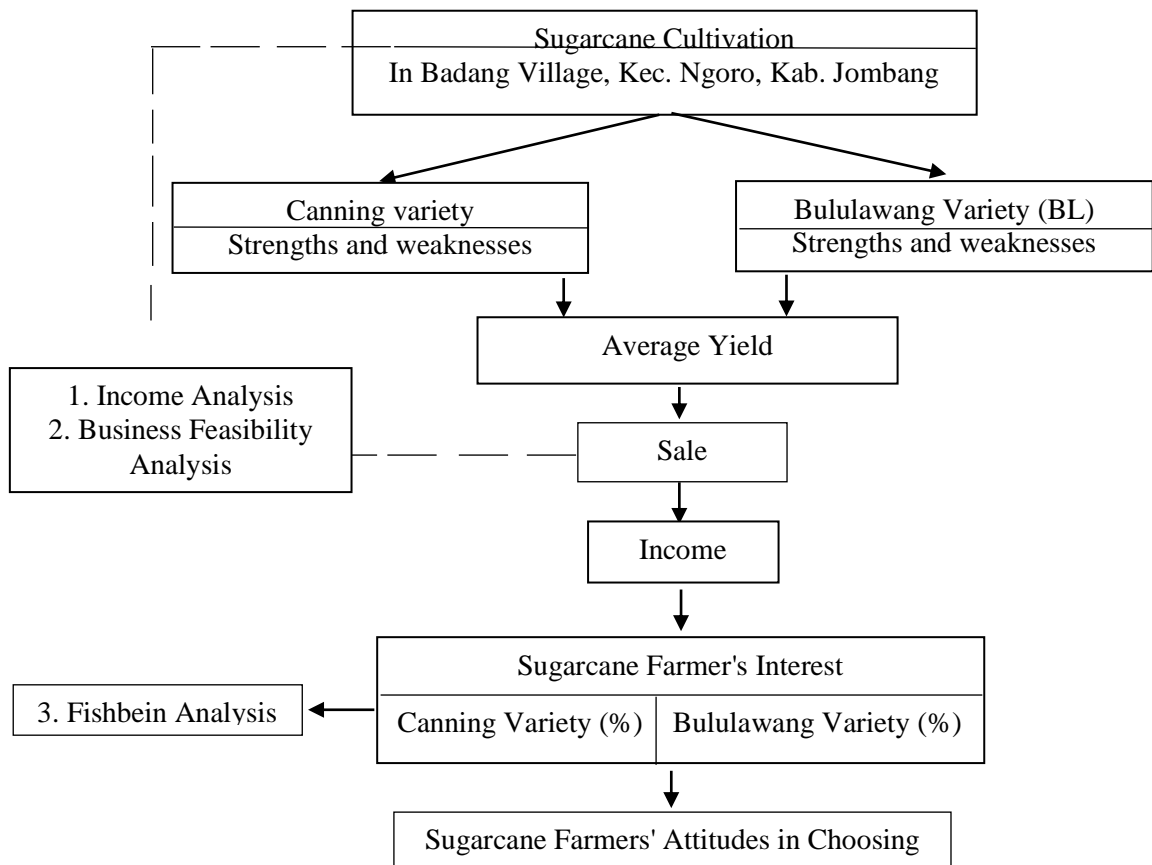 Sugarcane Cultivation
In Badang Village, Kec. Ngoro, Kab. Jombang
Canning variety
Strengths and weaknesses
Bululawang Variety (BL)
Strengths and weaknesses
Average Yield
1. Income Analysis
2. Business Feasibility
Analysis
Sale
Income
Sugarcane Farmer's Interest
Canning Variety (%)
Bululawang Variety (%)
3. Fishbein Analysis
Sugarcane Farmers' Attitudes in Choosing